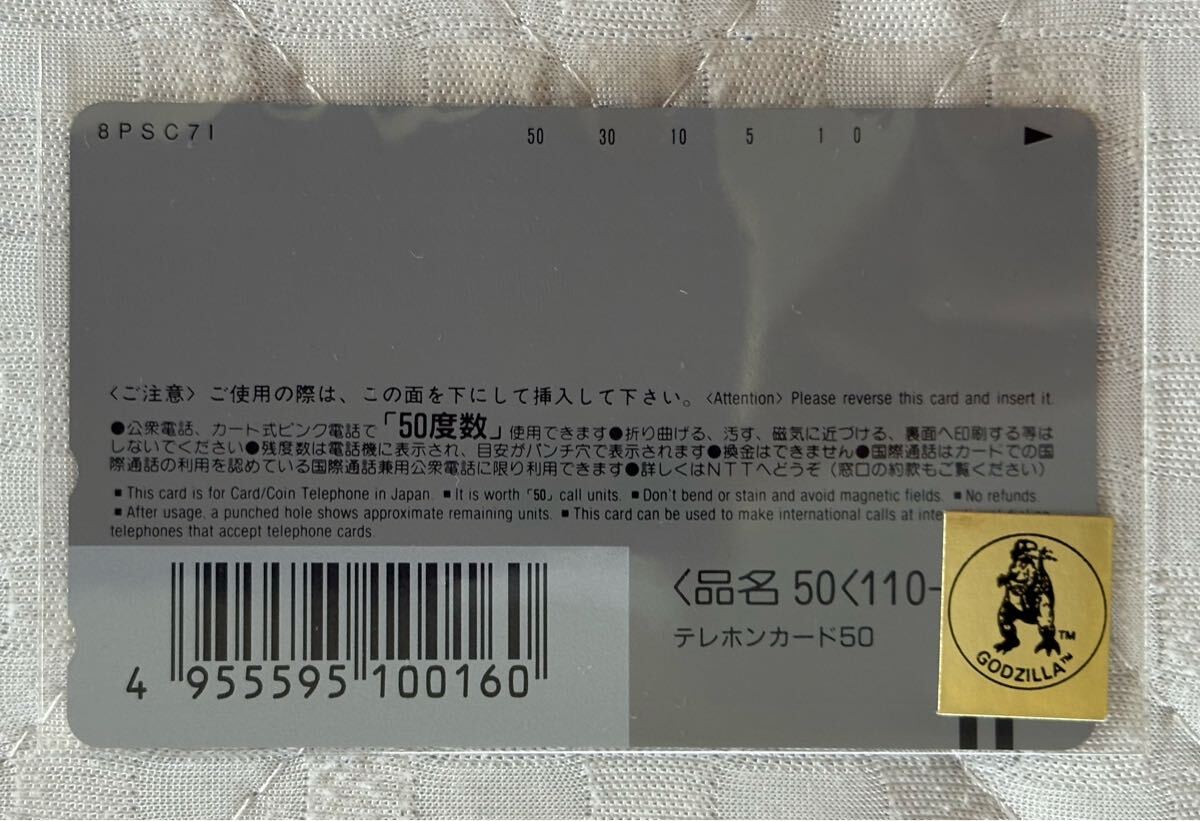 8PSC7I
50 30 10 5 1 0
〈ご注意〉ご使用の際は、この面を下にして挿入して下さい。〈Attention〉Please reverse this card and insert it.
●公衆電話、カード式ピンク電話で「50度数」使用できます●折り曲げる、汚す、磁気に近づける、裏面へ印刷する等は
しないでください●残度数は電話機に表示され、目安がパンチ穴で表示されます●換金はできません●国際通話はカードでの国
際通話の利用を認めている国際通話兼用公衆電話に限り利用できます●詳しくはNTTへどうぞ（窓口の約款もご覧ください）
■This card is for Card/Coin Telephone in Japan. ■It is worth「50」call units. ■Don't bend or stain and avoid magnetic fields. ■No refunds.
■After usage, a punched hole shows approximate remaining units. ■This card can be used to make international calls at
telephones that accept telephone cards.
〈品名 50〈110-
テレホンカード50
4 955595 100160
GODZILLA™
TM